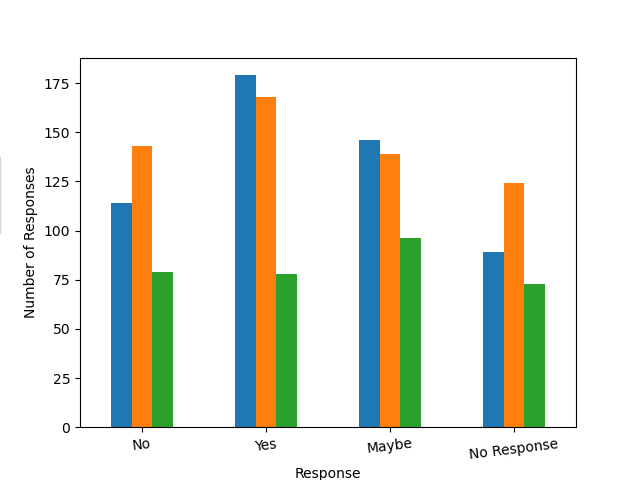 175
150
125
100
75
50
25
0
Number of Responses
No
Yes
Maybe
No Response
Response